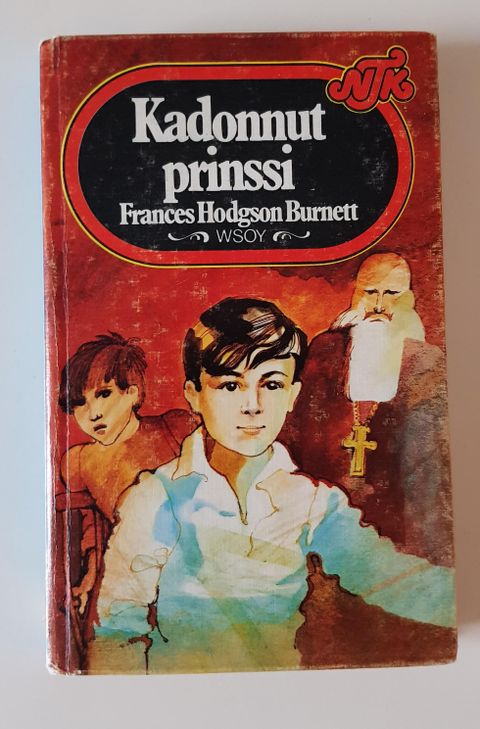 NTK
Kadonnut
prinssi
Frances Hodgson Burnett
WSOY